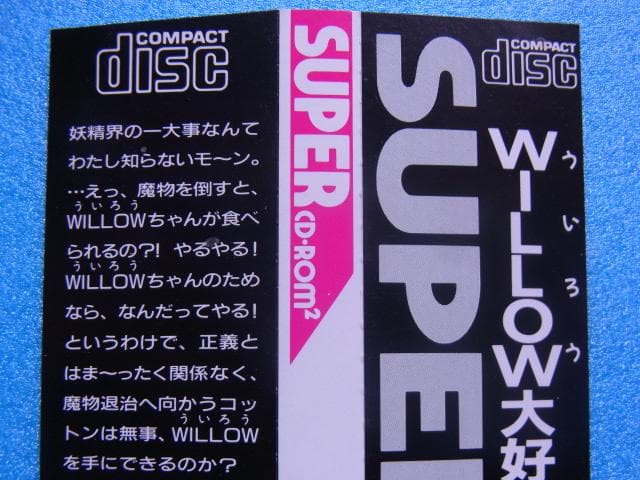 COMPACT
disc
妖精界の一大事なんて
わたし知らないモ〜ン。
…えっ、魔物を倒すと、
ういろう
WILLOWちゃんが食べ
られるの?! やるやる!
ういろう
WILLOWちゃんのため
なら、なんだってやる!
というわけで、正義と
はま〜ったく関係なく、
魔物退治へ向かうコッ
ういろう
トンは無事、WILLOW
を手にできるのか?
SUPER CD•ROM²
SUPER
COMPACT
disc
ういろう
WILLOW大好